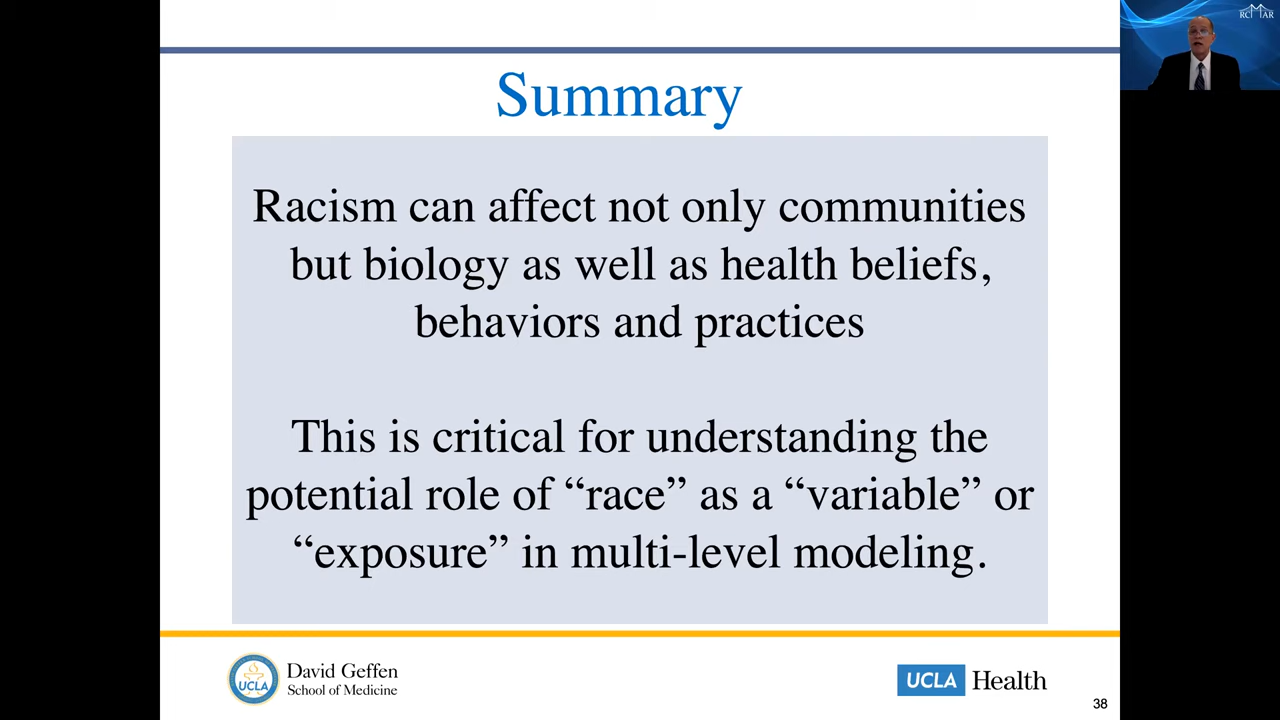 RCMAR
Summary
Racism can affect not only communities
but biology as well as health beliefs,
behaviors and practices
This is critical for understanding the
potential role of “race” as a “variable” or
“exposure” in multi-level modeling.
UCLA
David Geffen
School of Medicine
UCLA Health
38